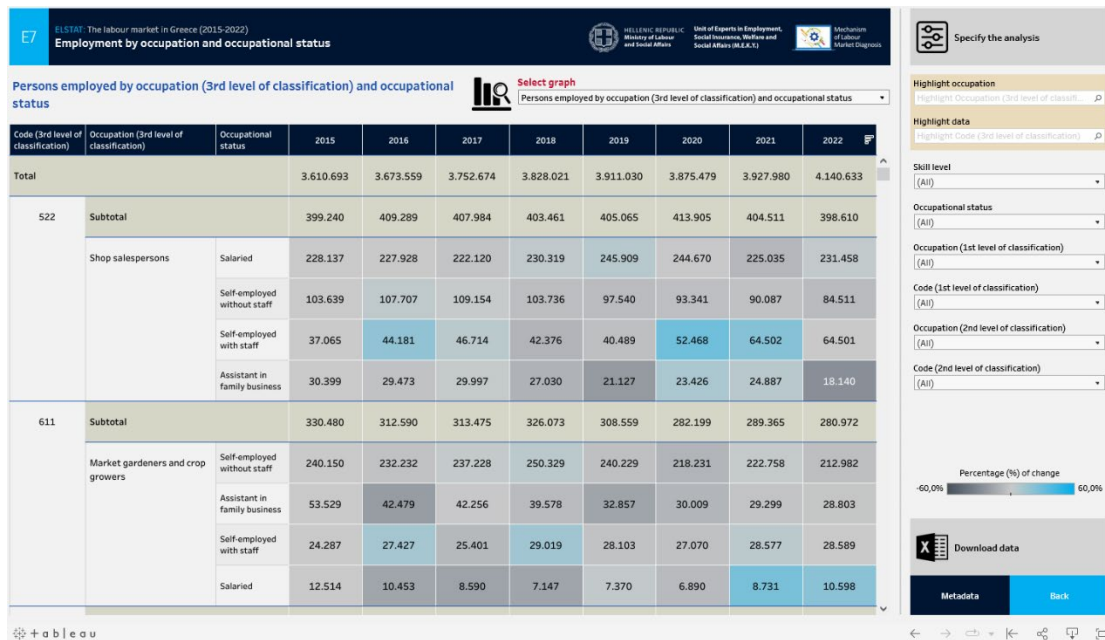 E7
ELSTAT: The labour market in Greece (2015-2022)
Employment by occupation and occupational status
HELLENIC REPUBLIC
Ministry of Labour
and Social Affairs
Unit of Experts in Employment,
Social Insurance, Welfare and
Social Affairs (M.E.K.Y.)
Mechanism
of Labour
Market Diagnosis
Specify the analysis
Persons employed by occupation (3rd level of classification) and occupational
status
Select graph
Persons employed by occupation (3rd level of classification) and occupational status
Highlight occupation
Highlight Occupation (3rd level of classifi...
Highlight data
Highlight Code (3rd level of classification)
Skill level
(All)
Occupational status
(All)
Occupation (1st level of classification)
(All)
Code (1st level of classification)
(All)
Occupation (2nd level of classification)
(All)
Code (2nd level of classification)
(All)
Percentage (%) of change
-60,0% 60,0%
Download data
Metadata Back
Code (3rd level of classification) Occupation (3rd level of classification) Occupational status 2015 2016 2017 2018 2019 2020 2021 2022
Total 3.610.693 3.673.559 3.752.674 3.828.021 3.911.030 3.875.479 3.927.980 4.140.633
522 Subtotal 399.240 409.289 407.984 403.461 405.065 413.905 404.511 398.610
Shop salespersons Salaried 228.137 227.928 222.120 230.319 245.909 244.670 225.035 231.458
Self-employed without staff 103.639 107.707 109.154 103.736 97.540 93.341 90.087 84.511
Self-employed with staff 37.065 44.181 46.714 42.376 40.489 52.468 64.502 64.501
Assistant in family business 30.399 29.473 29.997 27.030 21.127 23.426 24.887 18.140
611 Subtotal 330.480 312.590 313.475 326.073 308.559 282.199 289.365 280.972
Market gardeners and crop growers Self-employed without staff 240.150 232.232 237.228 250.329 240.229 218.231 222.758 212.982
Assistant in family business 53.529 42.479 42.256 39.578 32.857 30.009 29.299 28.803
Self-employed with staff 24.287 27.427 25.401 29.019 28.103 27.070 28.577 28.589
Salaried 12.514 10.453 8.590 7.147 7.370 6.890 8.731 10.598
+ableau